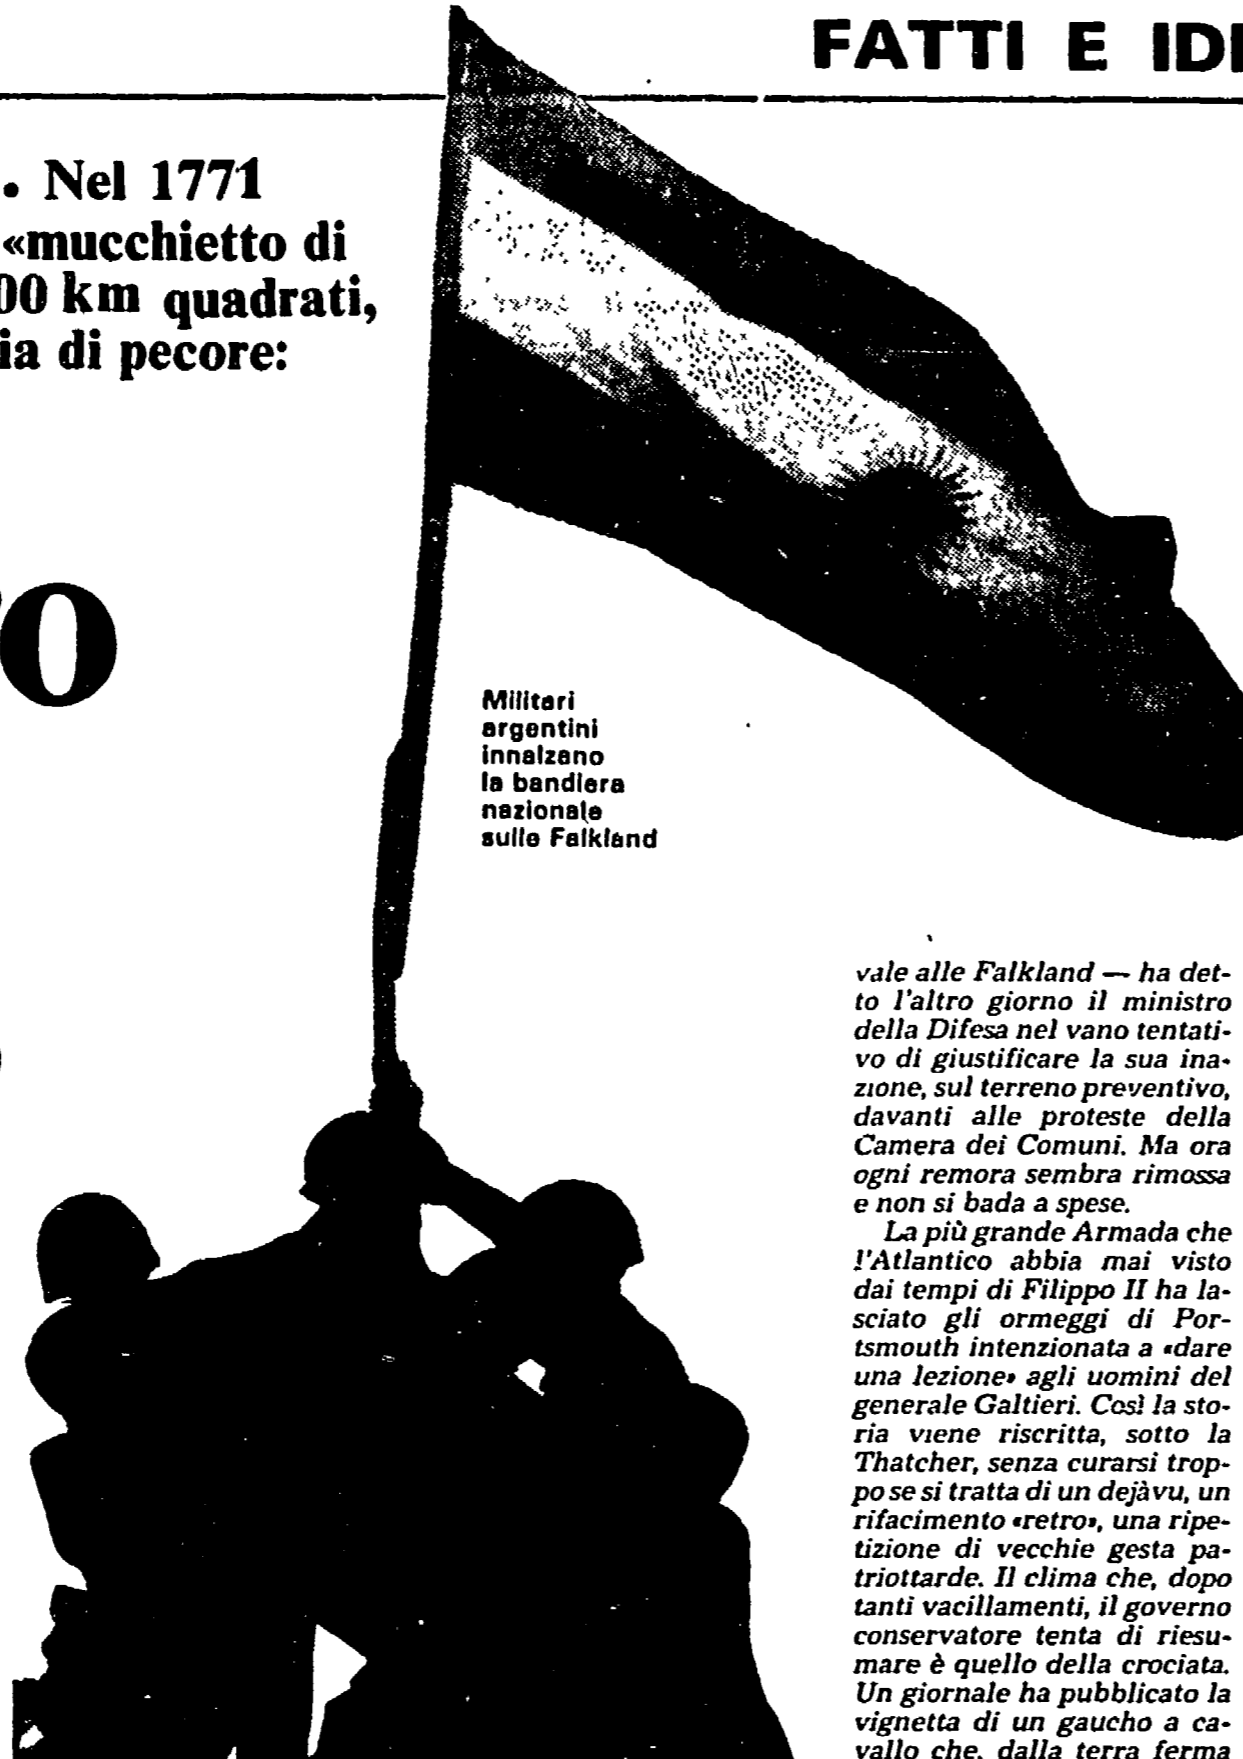 FATTI E IDE
. Nel 1771
«mucchietto di
00 km quadrati,
ia di pecore:
o
Militari
argentini
innalzano
la bandiera
nazionale
sulle Falkland
vale alle Falkland — ha det-
to l'altro giorno il ministro
della Difesa nel vano tentati-
vo di giustificare la sua ina-
zione, sul terreno preventivo,
davanti alle proteste della
Camera dei Comuni. Ma ora
ogni remora sembra rimossa
e non si bada a spese.
La più grande Armada che
l'Atlantico abbia mai visto
dai tempi di Filippo II ha la-
sciato gli ormeggi di Por-
tsmouth intenzionata a «dare
una lezione» agli uomini del
generale Galtieri. Così la sto-
ria viene riscritta, sotto la
Thatcher, senza curarsi trop-
po se si tratta di un dejàvu, un
rifacimento «retro», una ripe-
tizione di vecchie gesta pa-
triottarde. Il clima che, dopo
tanti vacillamenti, il governo
conservatore tenta di riesu-
mare è quello della crociata.
Un giornale ha pubblicato la
vignetta di un gaucho a ca-
vallo che, dalla terra ferma